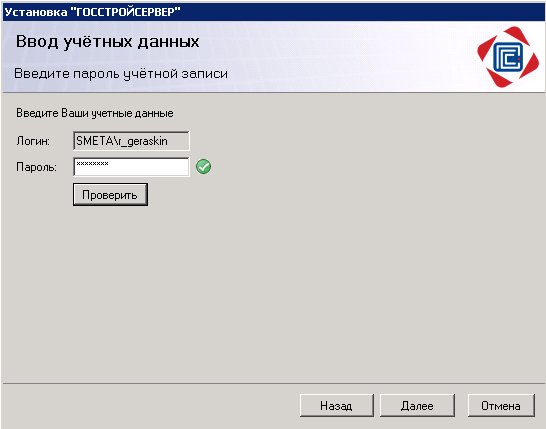 Установка "ГОССТРОЙСЕРВЕР"
Ввод учётных данных
Введите пароль учётной записи
Введите Ваши учетные данные
Логин: SMETA\r_geraskin
Пароль: ********
Проверить
Назад Далее Отмена